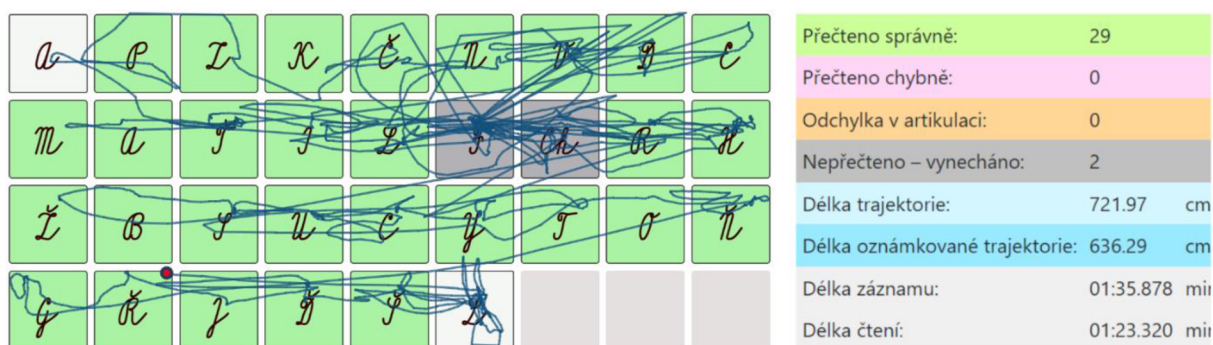 A P Z K Č N V D C
M A L Ch R H
Ž B S U Y T O Ň
G Ř J Ď
Přečteno správně: 29
Přečteno chybně: 0
Odchylka v artikulaci: 0
Nepřečteno – vynecháno: 2
Délka trajektorie: 721.97 cm
Délka oznámkované trajektorie: 636.29 cm
Délka záznamu: 01:35.878
Délka čtení: 01:23.320